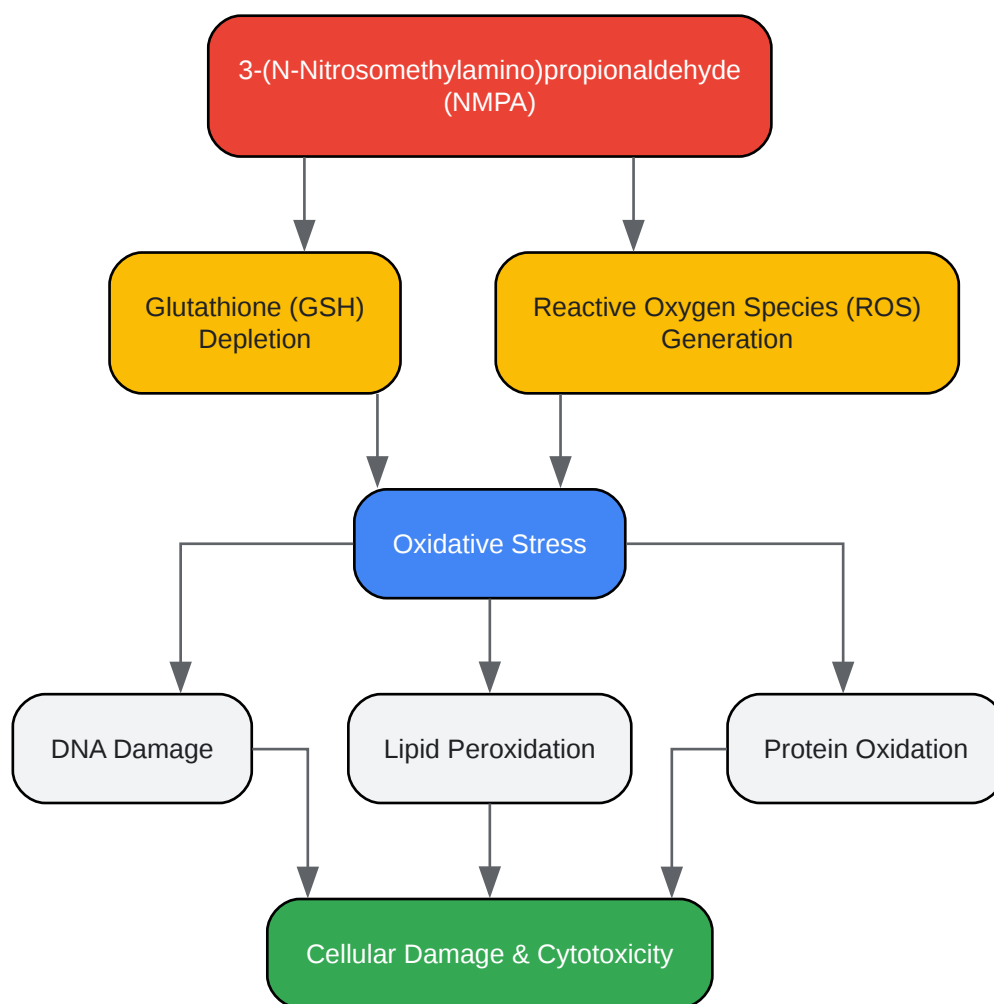 3-(N-Nitrosomethylamino)propionaldehyde
(NMPA)
Glutathione (GSH)
Depletion
Reactive Oxygen Species (ROS)
Generation
Oxidative Stress
DNA Damage
Lipid Peroxidation
Protein Oxidation
Cellular Damage & Cytotoxicity